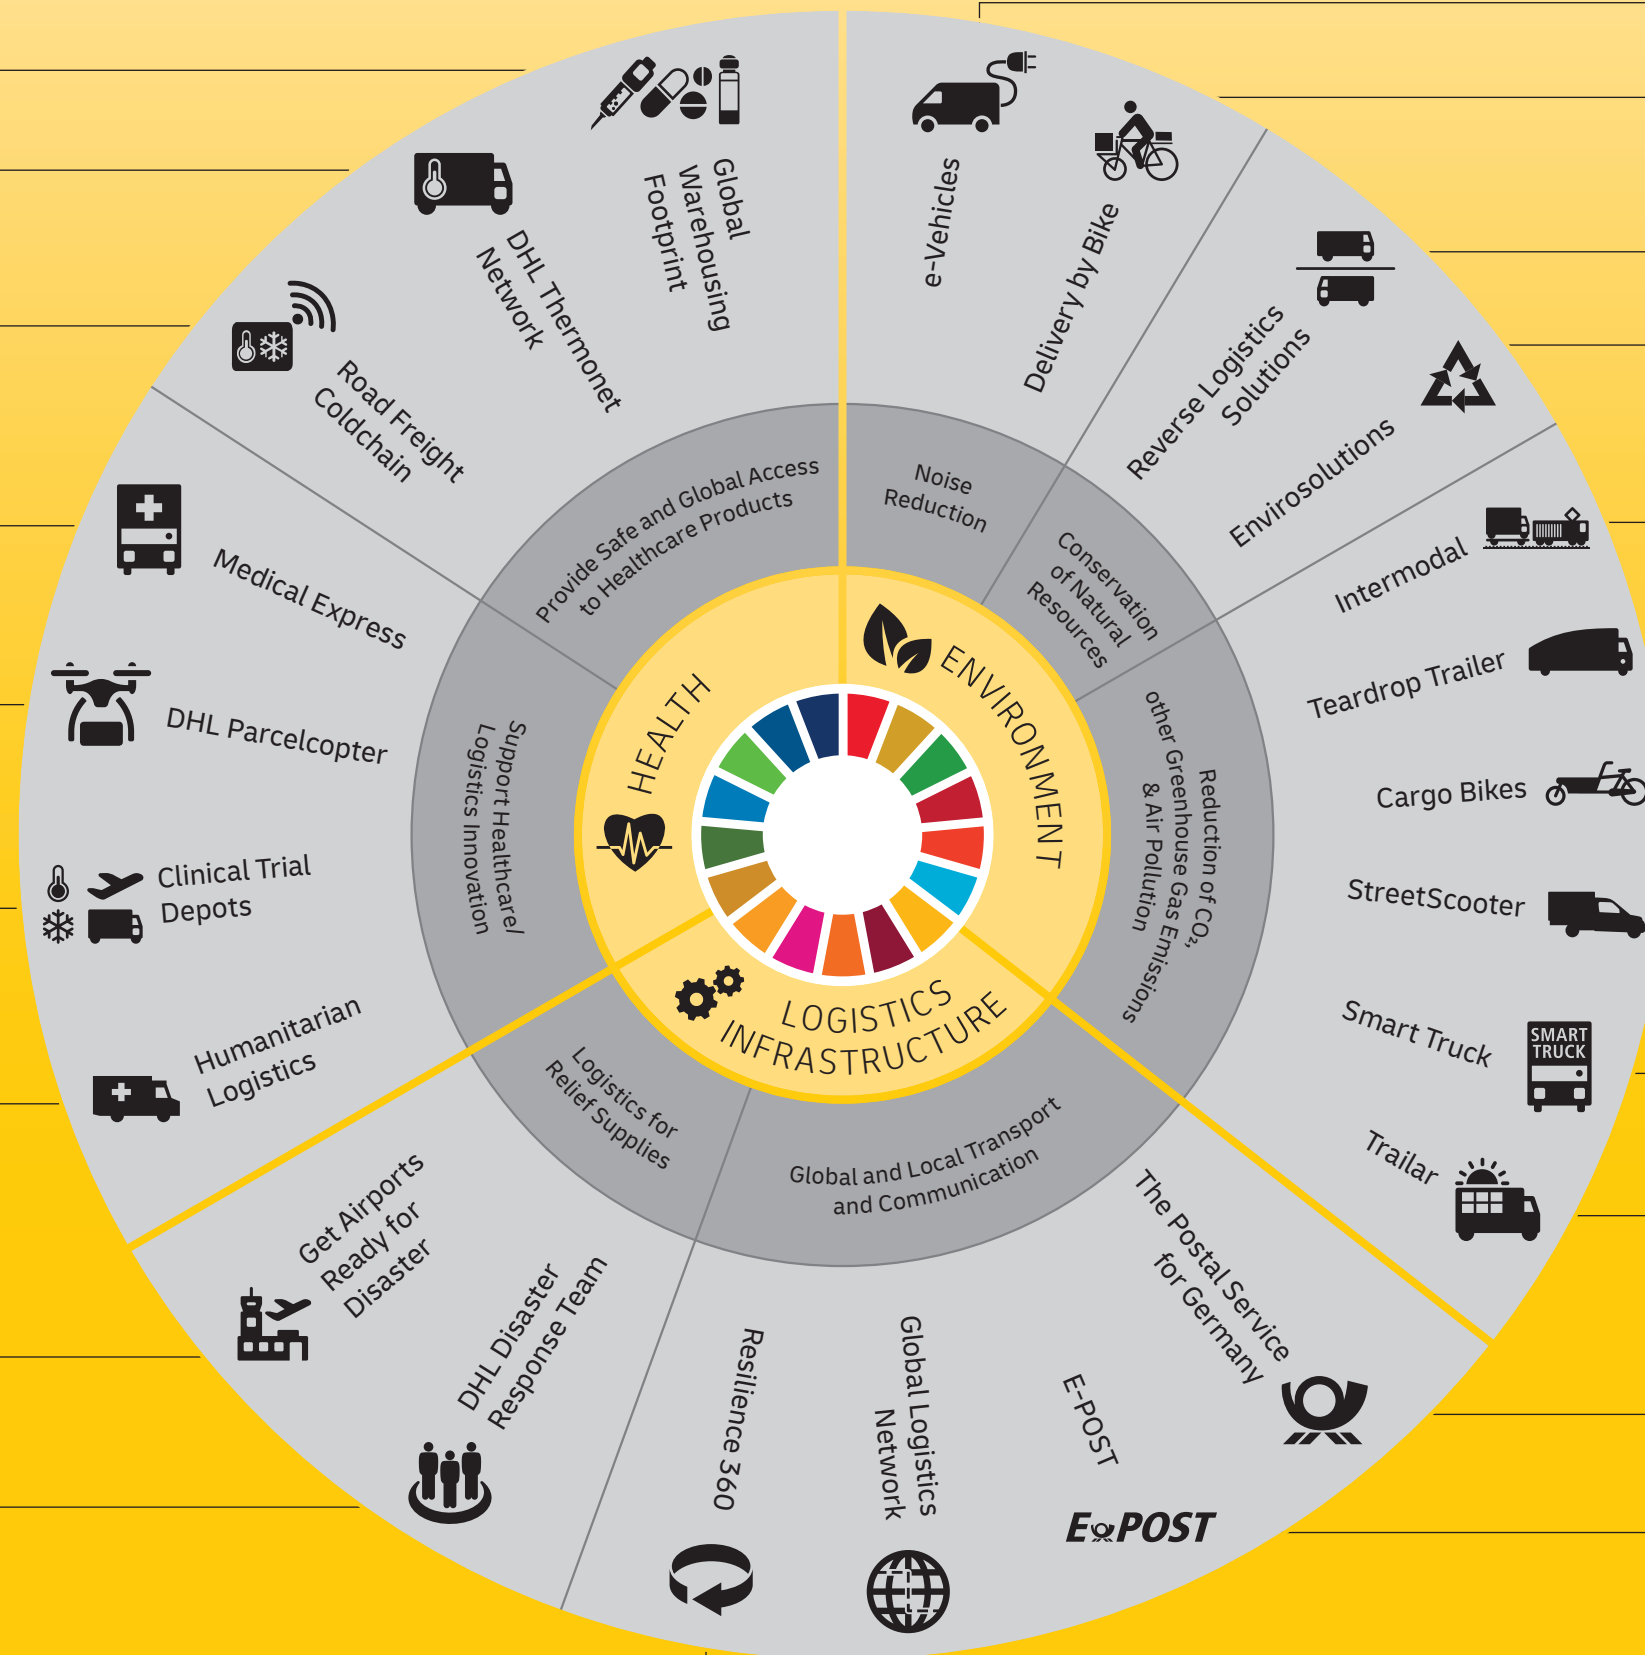 HEALTH
ENVIRONMENT
LOGISTICS
INFRASTRUCTURE
Provide Safe and Global Access
to Healthcare Products
Noise
Reduction
Conservation
of Natural
Resources
Reduction of CO₂,
other Greenhouse Gas Emissions
& Air Pollution
Global and Local Transport
and Communication
Logistics for
Relief Supplies
Support Healthcare/
Logistics Innovation
e-Vehicles
Delivery by Bike
Reverse Logistics
Solutions
Envirosolutions
Intermodal
Teardrop Trailer
Cargo Bikes
StreetScooter
Smart Truck
SMART
TRUCK
Trailar
The Postal Service
for Germany
E-POST
E POST
Global Logistics
Network
Resilience 360
DHL Disaster
Response Team
Get Airports
Ready for
Disaster
Humanitarian
Logistics
Clinical Trial
Depots
DHL Parcelcopter
Medical Express
Road Freight
Coldchain
DHL Thermonet
Network
Global
Warehousing
Footprint